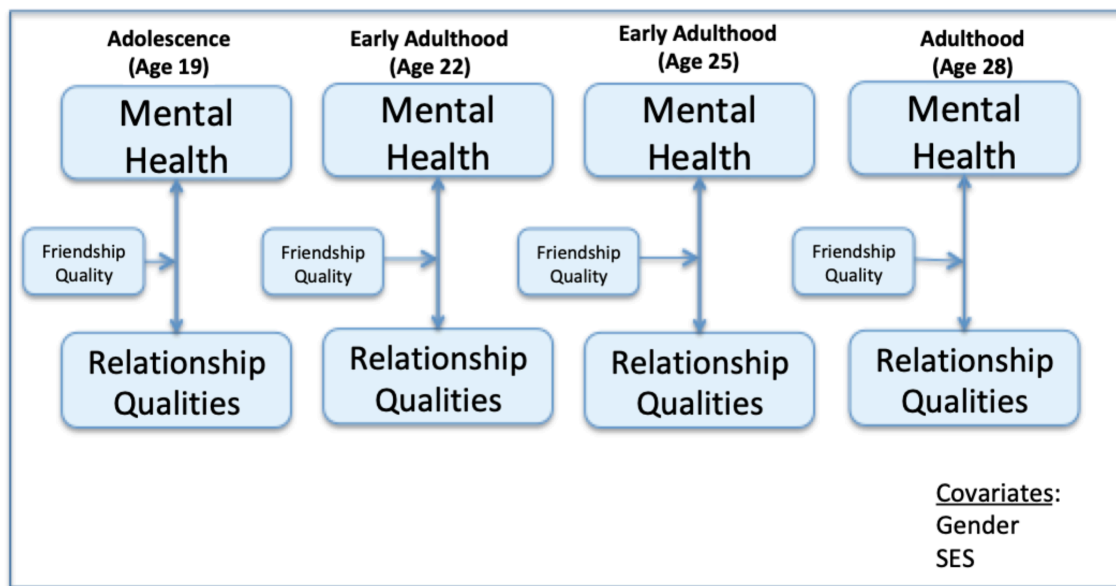 Adolescence
(Age 19)
Early Adulthood
(Age 22)
Early Adulthood
(Age 25)
Adulthood
(Age 28)
Mental
Health
Mental
Health
Mental
Health
Mental
Health
Friendship
Quality
Friendship
Quality
Friendship
Quality
Friendship
Quality
Relationship
Qualities
Relationship
Qualities
Relationship
Qualities
Relationship
Qualities
Covariates:
Gender
SES